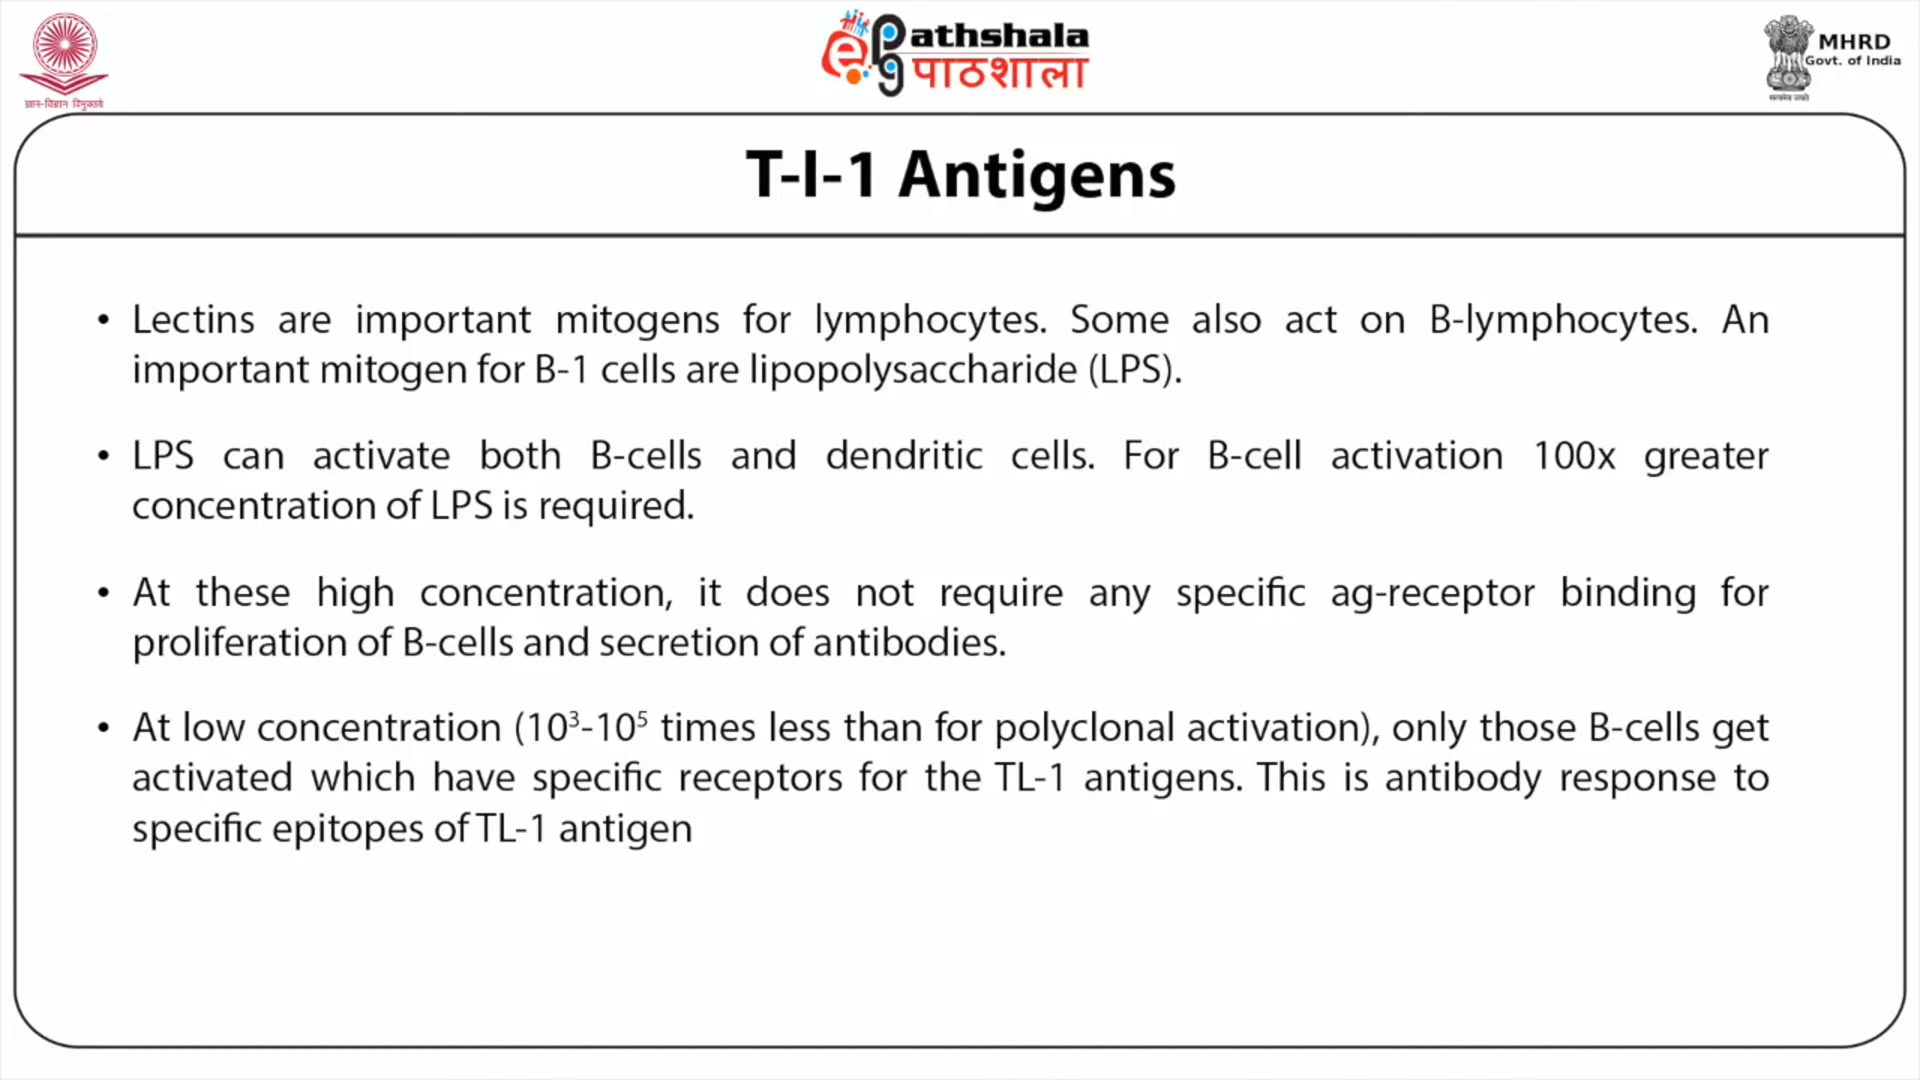 ज्ञान-विज्ञान विमुक्तये
ePathshala
पाठशाला
MHRD
Govt. of India
सत्यमेव जयते
T-I-1 Antigens
• Lectins are important mitogens for lymphocytes. Some also act on B-lymphocytes. An
important mitogen for B-1 cells are lipopolysaccharide (LPS).
• LPS can activate both B-cells and dendritic cells. For B-cell activation 100x greater
concentration of LPS is required.
• At these high concentration, it does not require any specific ag-receptor binding for
proliferation of B-cells and secretion of antibodies.
• At low concentration (10³-10⁵ times less than for polyclonal activation), only those B-cells get
activated which have specific receptors for the TL-1 antigens. This is antibody response to
specific epitopes of TL-1 antigen